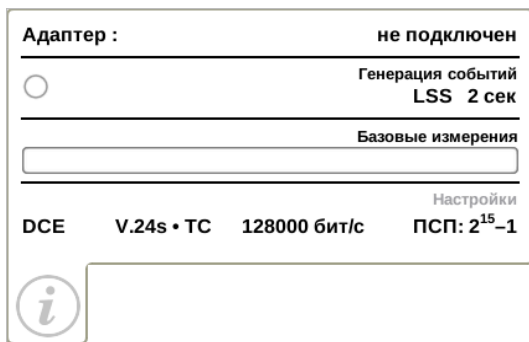 Адаптер : не подключен
Генерация событий
LSS 2 сек
Базовые измерения
Настройки
DCE V.24s • TC 128000 бит/с ПСП: 2¹⁵–1
i